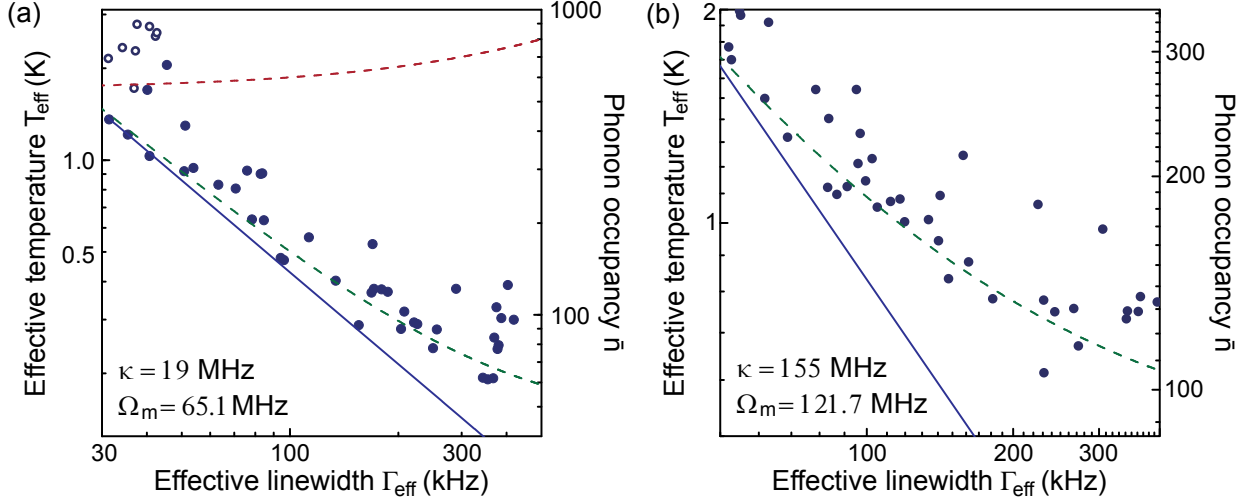 (a)
1000
Effective temperature T_eff (K)
1.0
0.5
Phonon occupancy n̄
100
κ = 19 MHz
Ω_m = 65.1 MHz
30
100
300
Effective linewidth Γ_eff (kHz)
(b)
2
300
Effective temperature T_eff (K)
1
Phonon occupancy n̄
200
100
κ = 155 MHz
Ω_m = 121.7 MHz
100
200
300
Effective linewidth Γ_eff (kHz)